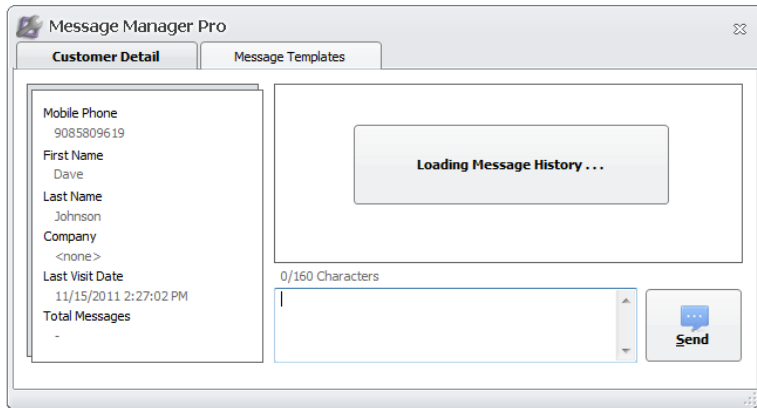 Message Manager Pro
Customer Detail
Message Templates
Mobile Phone
9085809619
First Name
Dave
Last Name
Johnson
Company
<none>
Last Visit Date
11/15/2011 2:27:02 PM
Total Messages
-
Loading Message History . . .
0/160 Characters
Send